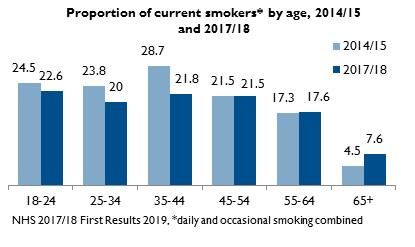 Proportion of current smokers* by age, 2014/15
and 2017/18
2014/15
2017/18
24.5 22.6 23.8 20 28.7 21.8 21.5 21.5 17.3 17.6 4.5 7.6
18-24 25-34 35-44 45-54 55-64 65+
NHS 2017/18 First Results 2019, *daily and occasional smoking combined